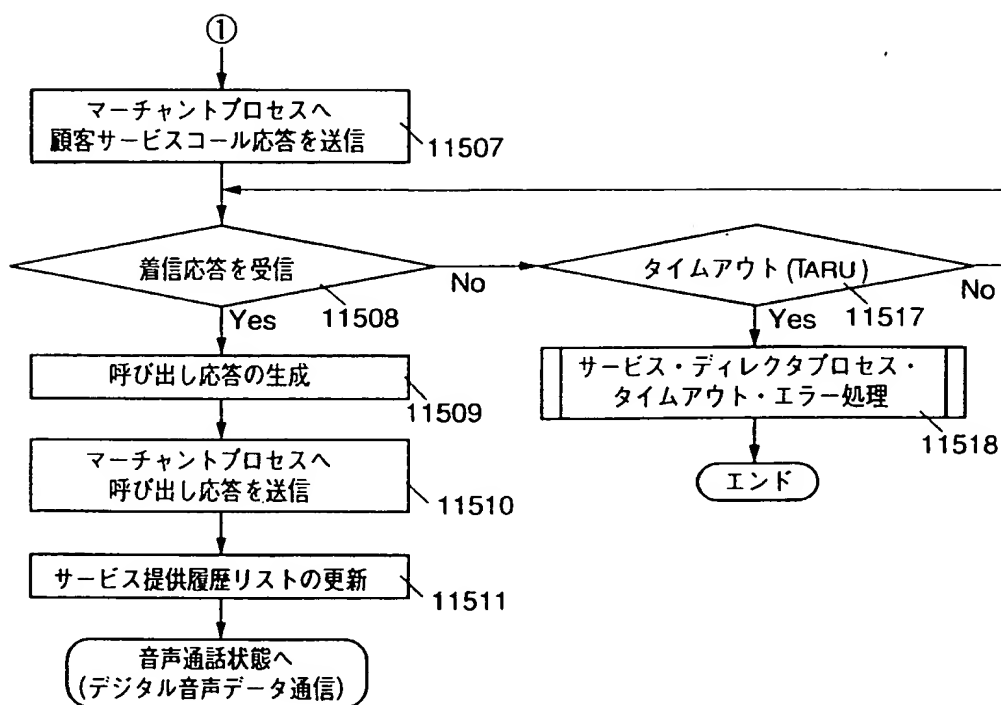 ①
マーチャントプロセスへ
顧客サービスコール応答を送信
11507
着信応答を受信
No
11508
Yes
タイムアウト(TARU)
No
11517
Yes
呼び出し応答の生成
11509
サービス・ディレクタプロセス・
タイムアウト・エラー処理
11518
エンド
マーチャントプロセスへ
呼び出し応答を送信
11510
サービス提供履歴リストの更新
11511
音声通話状態へ
(デジタル音声データ通信)